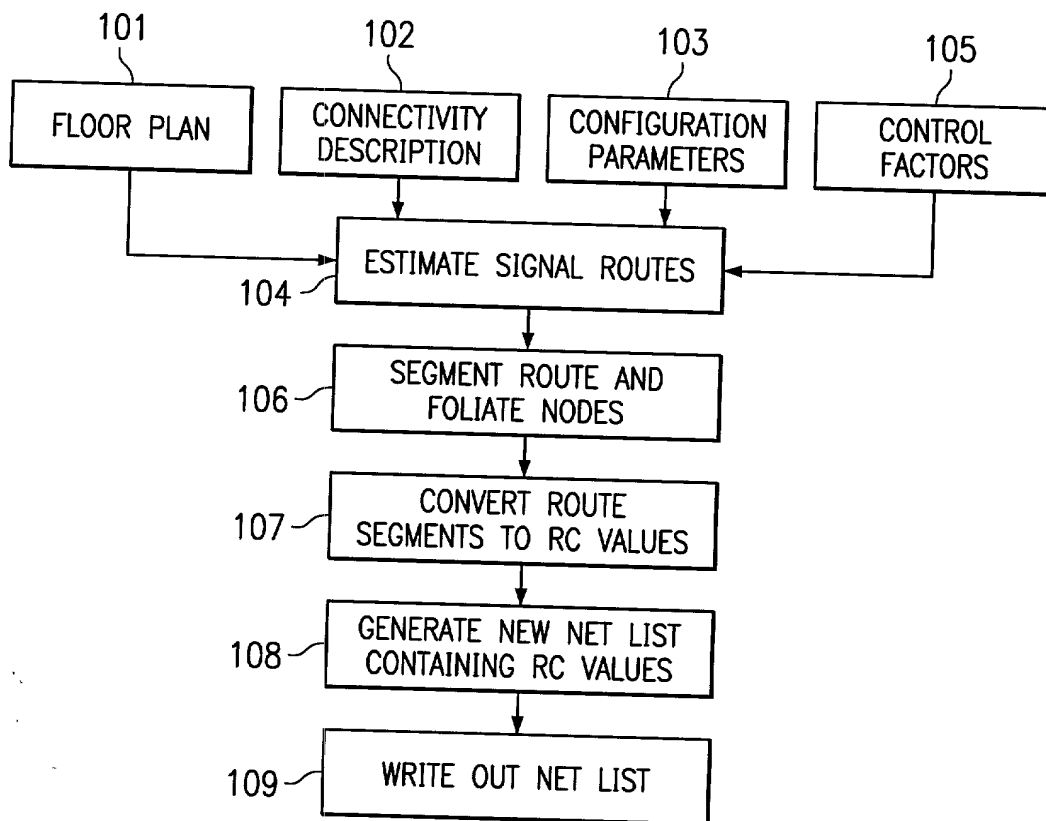 101
102
103
105
FLOOR PLAN
CONNECTIVITY
DESCRIPTION
CONFIGURATION
PARAMETERS
CONTROL
FACTORS
104
ESTIMATE SIGNAL ROUTES
106
SEGMENT ROUTE AND
FOLIATE NODES
107
CONVERT ROUTE
SEGMENTS TO RC VALUES
108
GENERATE NEW NET LIST
CONTAINING RC VALUES
109
WRITE OUT NET LIST